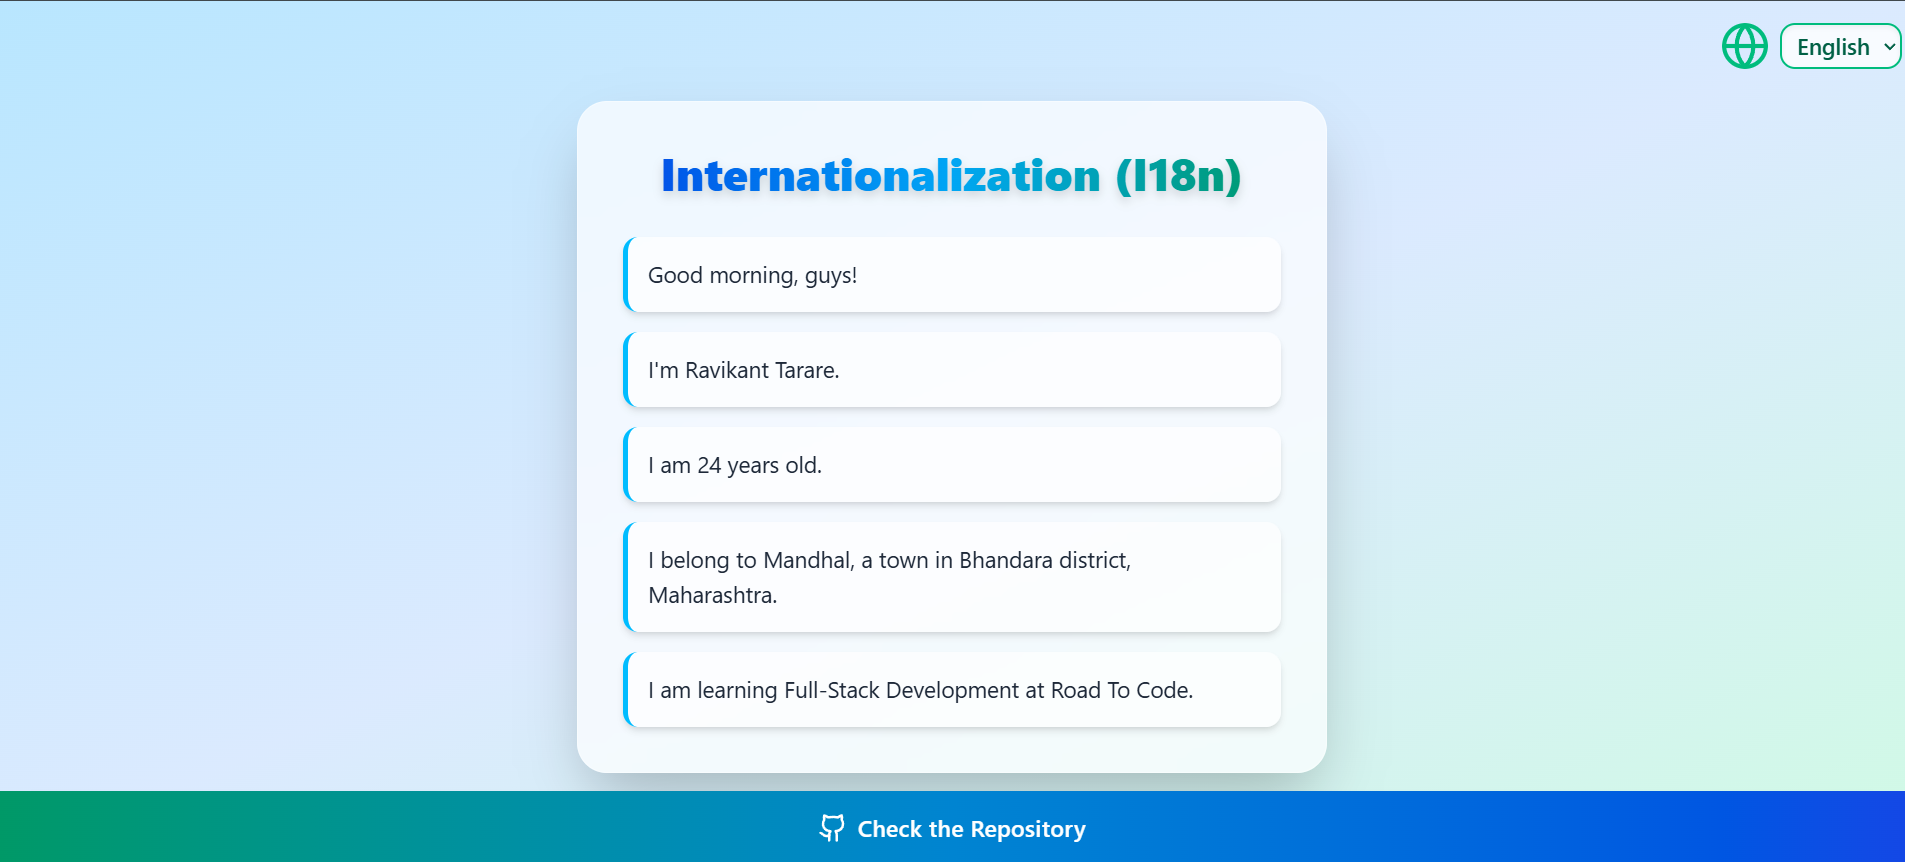 English
Internationalization (I18n)
Good morning, guys!
I'm Ravikant Tarare.
I am 24 years old.
I belong to Mandhal, a town in Bhandara district,
Maharashtra.
I am learning Full-Stack Development at Road To Code.
Check the Repository